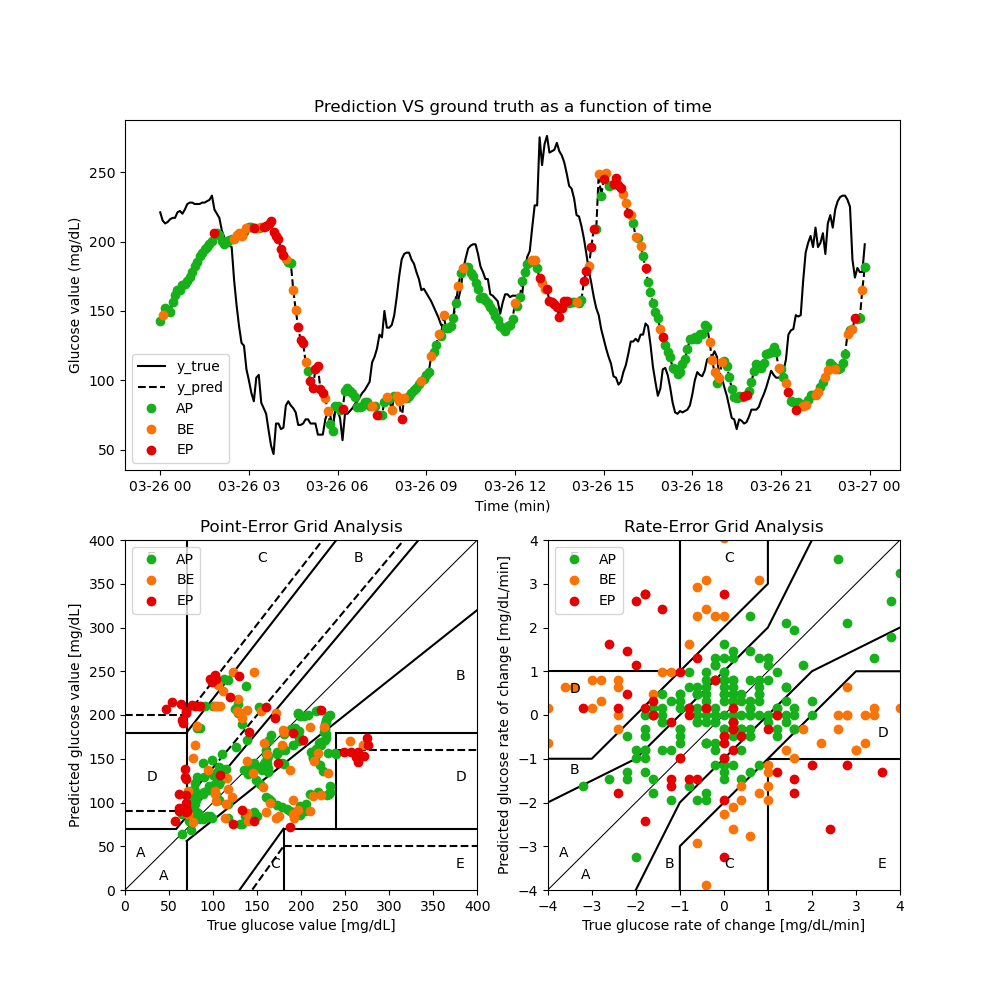 Prediction VS ground truth as a function of time
Glucose value (mg/dL)
250
200
150
100
50
y_true
y_pred
AP
BE
EP
03-26 00 03-26 03 03-26 06 03-26 09 03-26 12 03-26 15 03-26 18 03-26 21 03-27 00
Time (min)
Point-Error Grid Analysis
Predicted glucose value [mg/dL]
400
350
300
250
200
150
100
50
0
AP
BE
EP
C
B
B
D
D
A
A
C
E
0 50 100 150 200 250 300 350 400
True glucose value [mg/dL]
Rate-Error Grid Analysis
Predicted glucose rate of change [mg/dL/min]
4
3
2
1
0
−1
−2
−3
−4
AP
BE
EP
C
D
D
B
A
A
B
C
E
−4 −3 −2 −1 0 1 2 3 4
True glucose rate of change [mg/dL/min]